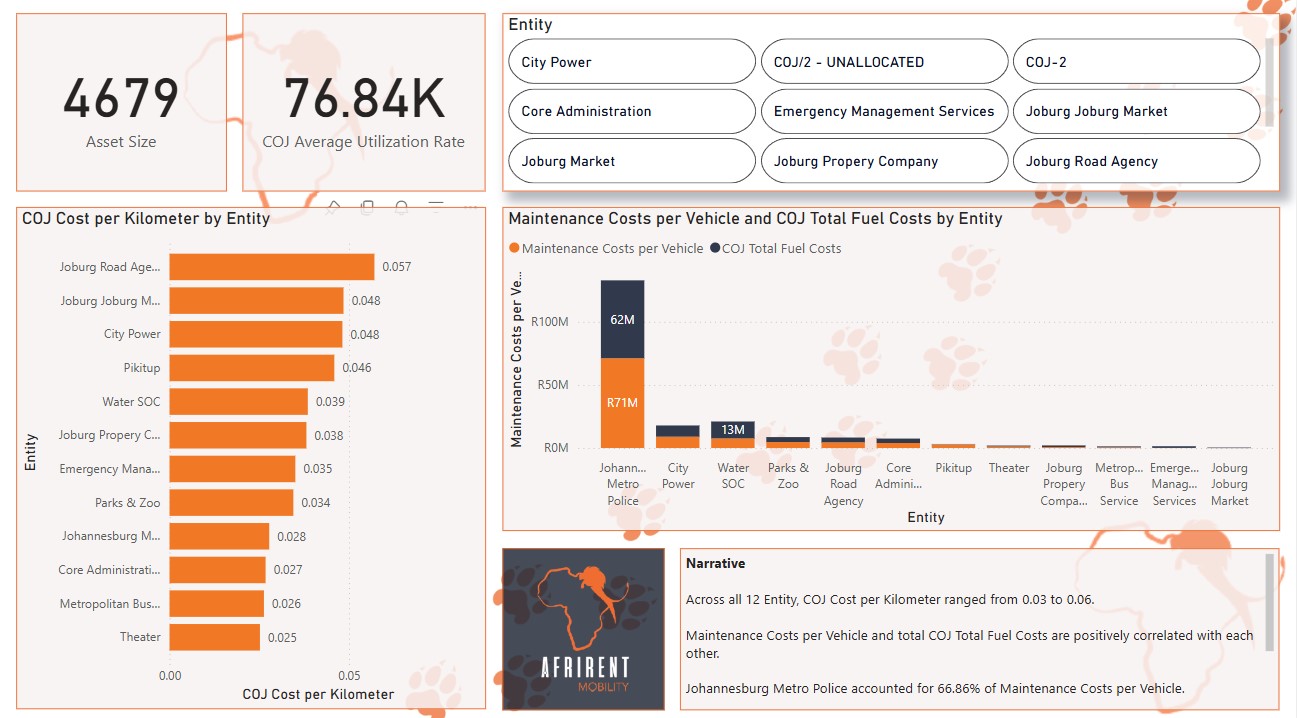 4679
Asset Size
76.84K
COJ Average Utilization Rate
Entity
City Power
COJ/2 - UNALLOCATED
COJ-2
Core Administration
Emergency Management Services
Joburg Joburg Market
Joburg Market
Joburg Propery Company
Joburg Road Agency
COJ Cost per Kilometer by Entity
Entity
Joburg Road Age... 0.057
Joburg Joburg M... 0.048
City Power 0.048
Pikitup 0.046
Water SOC 0.039
Joburg Propery C... 0.038
Emergency Mana... 0.035
Parks & Zoo 0.034
Johannesburg M... 0.028
Core Administrati... 0.027
Metropolitan Bus... 0.026
Theater 0.025
0.00 0.05
COJ Cost per Kilometer
Maintenance Costs per Vehicle and COJ Total Fuel Costs by Entity
Maintenance Costs per Vehicle COJ Total Fuel Costs
Maintenance Costs per Ve...
R100M
R50M
R0M
62M
R71M
13M
Johann... Metro Police
City Power
Water SOC
Parks & Zoo
Joburg Road Agency
Core Admini...
Pikitup
Theater
Joburg Propery Compa...
Metrop... Bus Service
Emerge... Manag... Services
Joburg Joburg Market
Entity
AFRIRENT
MOBILITY
Narrative
Across all 12 Entity, COJ Cost per Kilometer ranged from 0.03 to 0.06.
Maintenance Costs per Vehicle and total COJ Total Fuel Costs are positively correlated with each
other.
Johannesburg Metro Police accounted for 66.86% of Maintenance Costs per Vehicle.